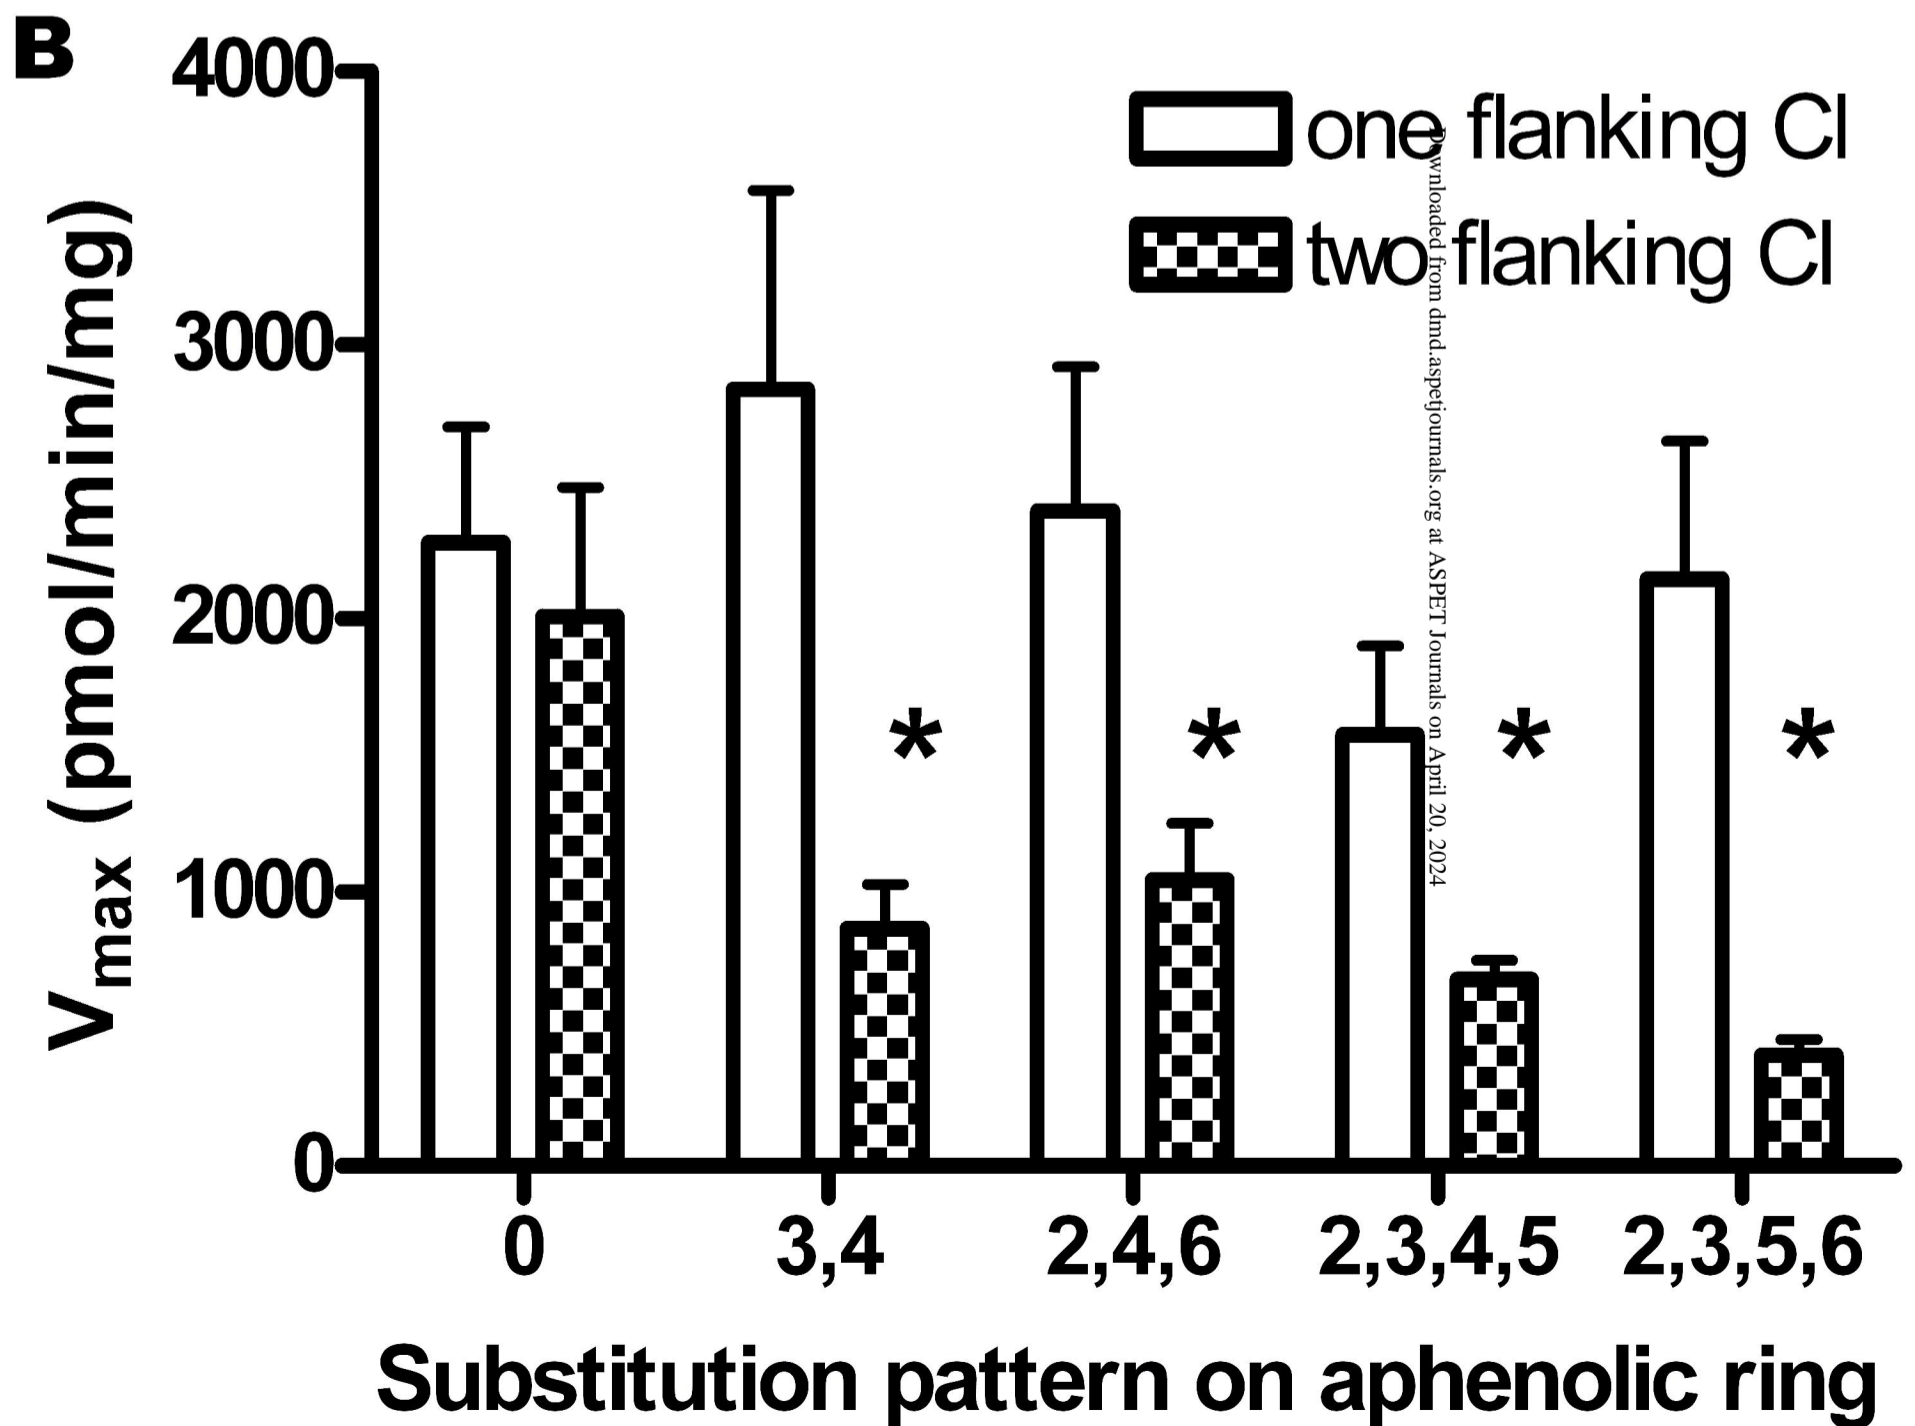 B
4000
3000
2000
1000
0
Vmax (pmol/min/mg)
one flanking Cl
two flanking Cl
*
*
*
*
0
3,4
2,4,6
2,3,4,5
2,3,5,6
Substitution pattern on aphenolic ring
Downloaded from dmd.aspetjournals.org at ASPET Journals on April 20, 2024